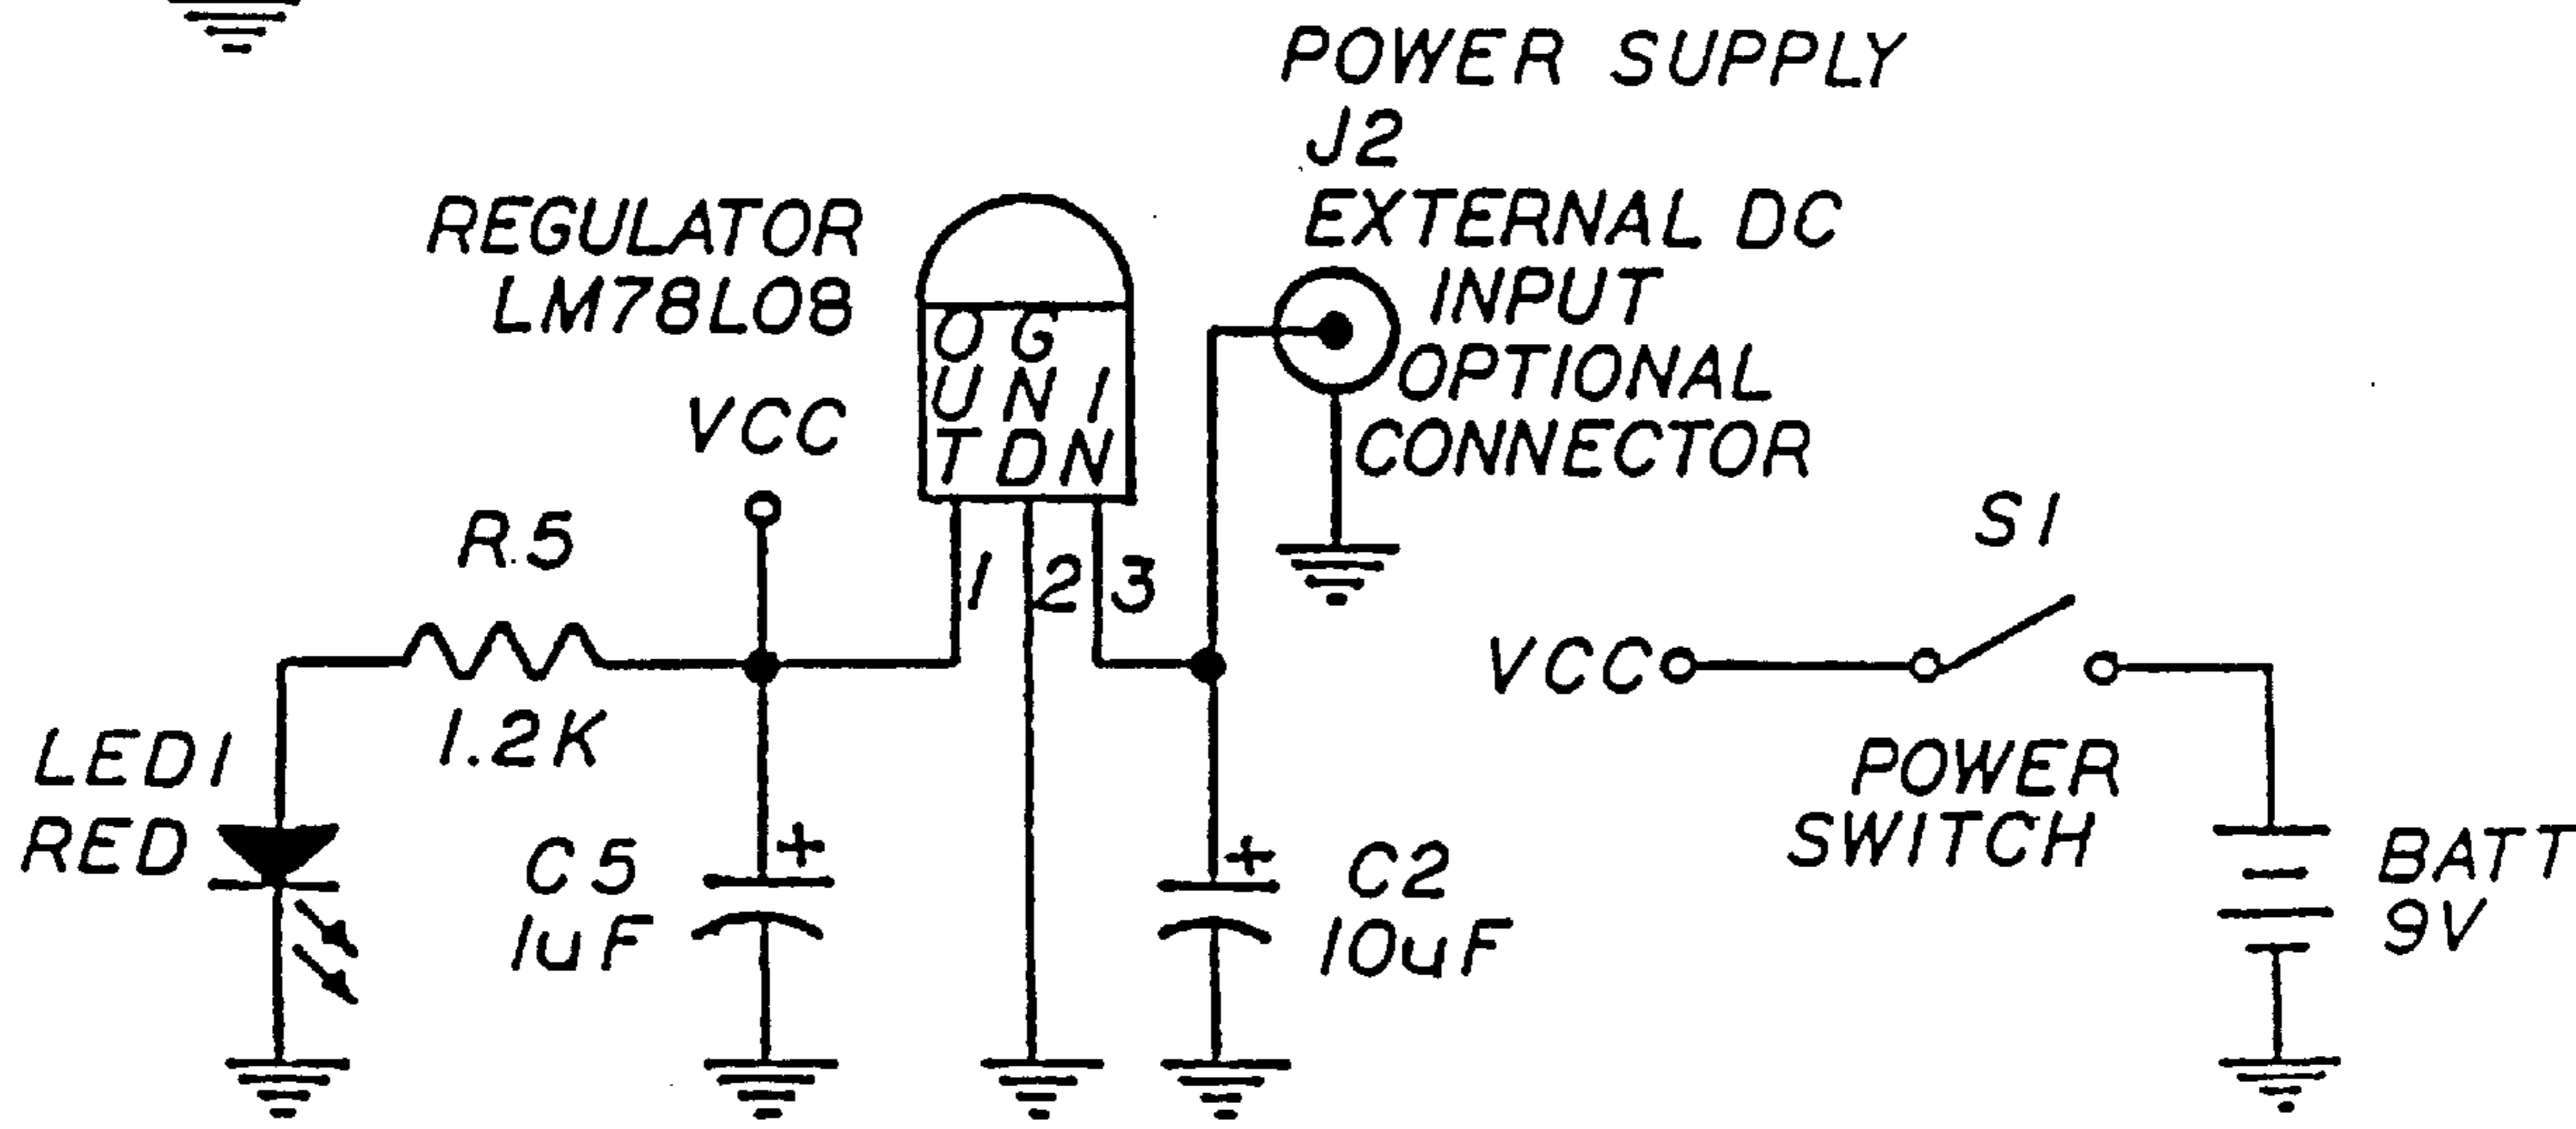 POWER SUPPLY
J2
EXTERNAL DC
INPUT
OPTIONAL
CONNECTOR
REGULATOR
LM78L08
OUT GND IN
VCC
1 2 3
R5
1.2K
LED1
RED
C5
1uF
+
+
C2
10uF
S1
VCC
POWER
SWITCH
BATT
9V